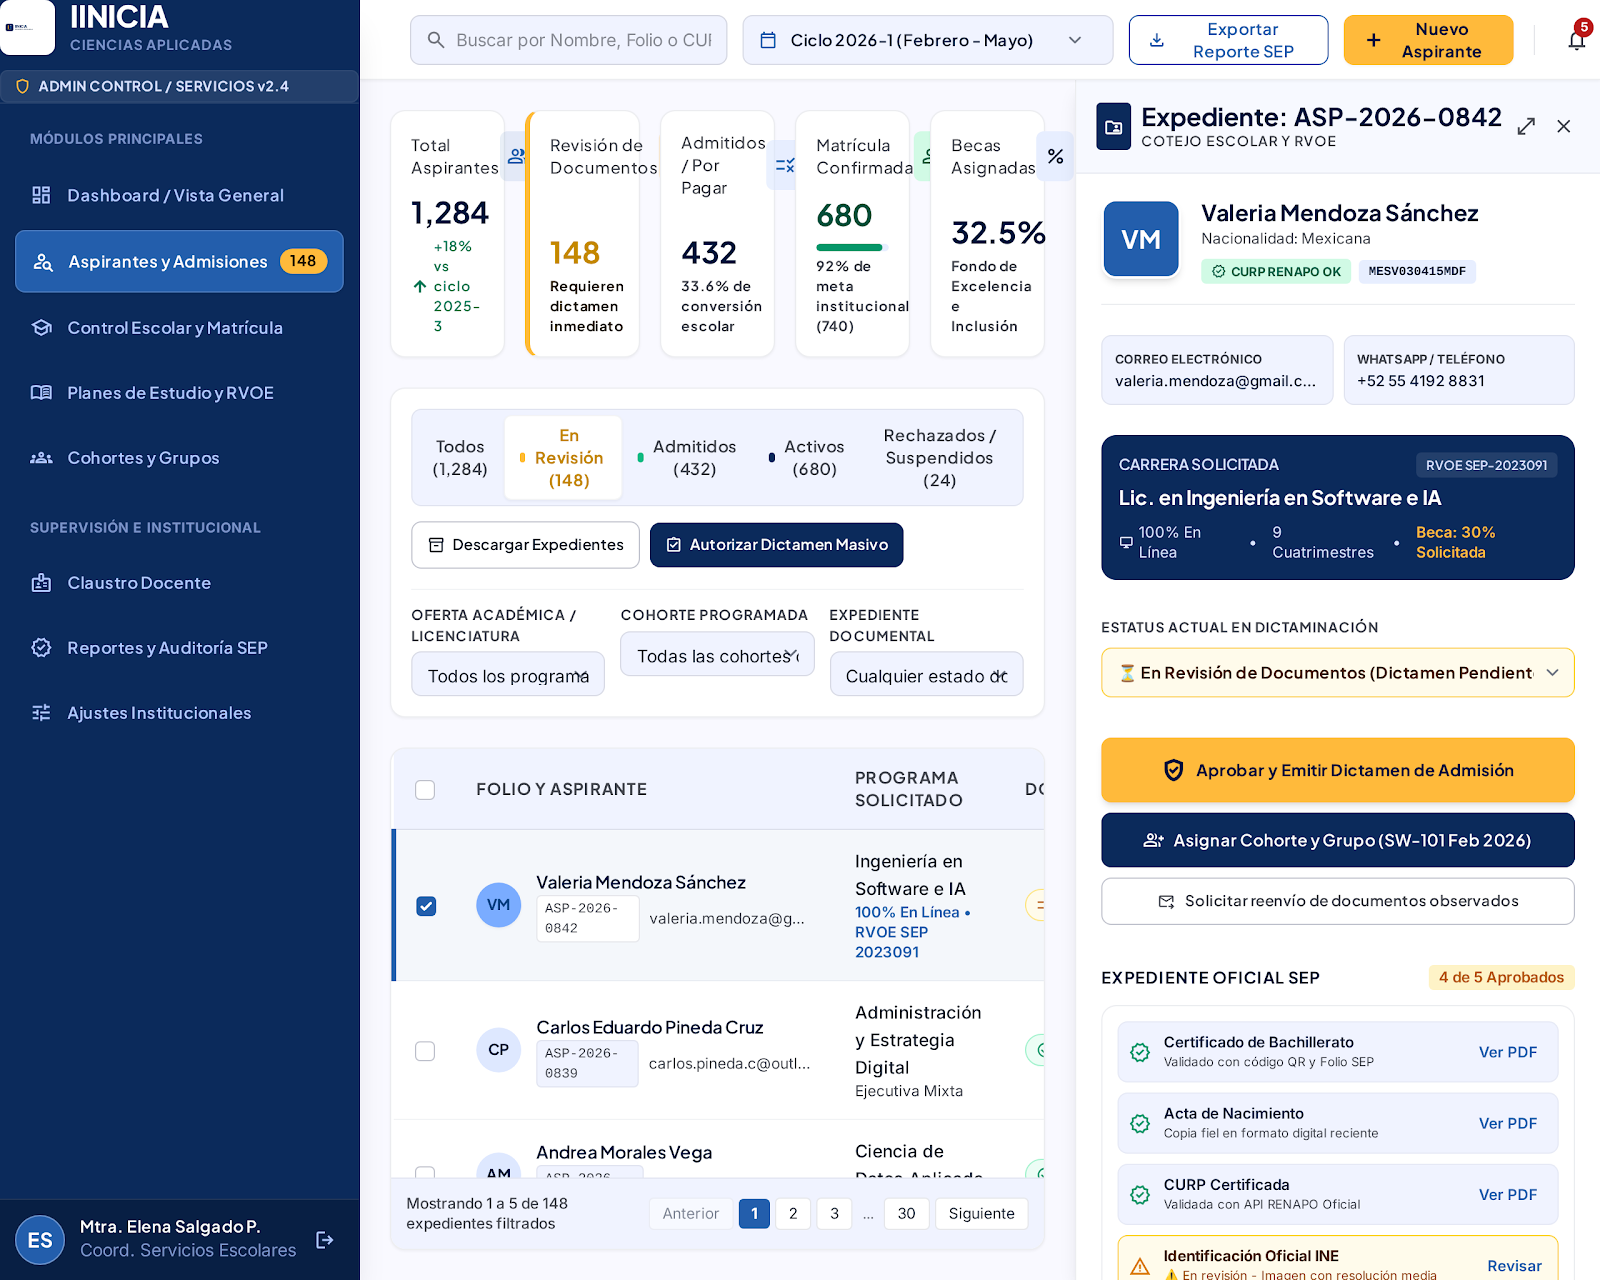 IINICIA
CIENCIAS APLICADAS
ADMIN CONTROL / SERVICIOS v2.4
MÓDULOS PRINCIPALES
Dashboard / Vista General
Aspirantes y Admisiones 148
Control Escolar y Matrícula
Planes de Estudio y RVOE
Cohortes y Grupos
SUPERVISIÓN E INSTITUCIONAL
Claustro Docente
Reportes y Auditoría SEP
Ajustes Institucionales
ES
Mtra. Elena Salgado P.
Coord. Servicios Escolares
Buscar por Nombre, Folio o CUI
Ciclo 2026-1 (Febrero - Mayo)
Exportar
Reporte SEP
Nuevo
Aspirante
5
Total
Aspirantes
1,284
+18%
vs
ciclo
2025-
3
Revisión de
Documentos
148
Requieren
dictamen
inmediato
Admitidos
/ Por
Pagar
432
33.6% de
conversión
escolar
Matrícula
Confirmada
680
92% de
meta
institucional
(740)
Becas
Asignadas
%
32.5%
Fondo de
Excelencia
e
Inclusión
Todos
(1,284)
En
Revisión
(148)
Admitidos
(432)
Activos
(680)
Rechazados /
Suspendidos
(24)
Descargar Expedientes
Autorizar Dictamen Masivo
OFERTA ACADÉMICA /
LICENCIATURA
Todos los programa
COHORTE PROGRAMADA
Todas las cohortes
EXPEDIENTE
DOCUMENTAL
Cualquier estado
FOLIO Y ASPIRANTE
PROGRAMA
SOLICITADO
DO
VM
Valeria Mendoza Sánchez
ASP-2026-
0842
valeria.mendoza@g...
Ingeniería en
Software e IA
100% En Línea •
RVOE SEP
2023091
CP
Carlos Eduardo Pineda Cruz
ASP-2026-
0839
carlos.pineda.c@outl...
Administración
y Estrategia
Digital
Ejecutiva Mixta
AM
Andrea Morales Vega
ASP-2026-
Ciencia de
Datos Aplicada
Mostrando 1 a 5 de 148
expedientes filtrados
Anterior 1 2 3 ... 30 Siguiente
Expediente: ASP-2026-0842
COTEJO ESCOLAR Y RVOE
VM
Valeria Mendoza Sánchez
Nacionalidad: Mexicana
CURP RENAPO OK
MESV030415MDF
CORREO ELECTRÓNICO
valeria.mendoza@gmail.c...
WHATSAPP / TELÉFONO
+52 55 4192 8831
CARRERA SOLICITADA
RVOE SEP-2023091
Lic. en Ingeniería en Software e IA
100% En
Línea
•
9
Cuatrimestres
•
Beca: 30%
Solicitada
ESTATUS ACTUAL EN DICTAMINACIÓN
⏳ En Revisión de Documentos (Dictamen Pendient
Aprobar y Emitir Dictamen de Admisión
Asignar Cohorte y Grupo (SW-101 Feb 2026)
Solicitar reenvío de documentos observados
EXPEDIENTE OFICIAL SEP
4 de 5 Aprobados
Certificado de Bachillerato
Validado con código QR y Folio SEP
Ver PDF
Acta de Nacimiento
Copia fiel en formato digital reciente
Ver PDF
CURP Certificada
Validada con API RENAPO Oficial
Ver PDF
Identificación Oficial INE
⚠️ En revisión - Imagen con resolución media
Revisar